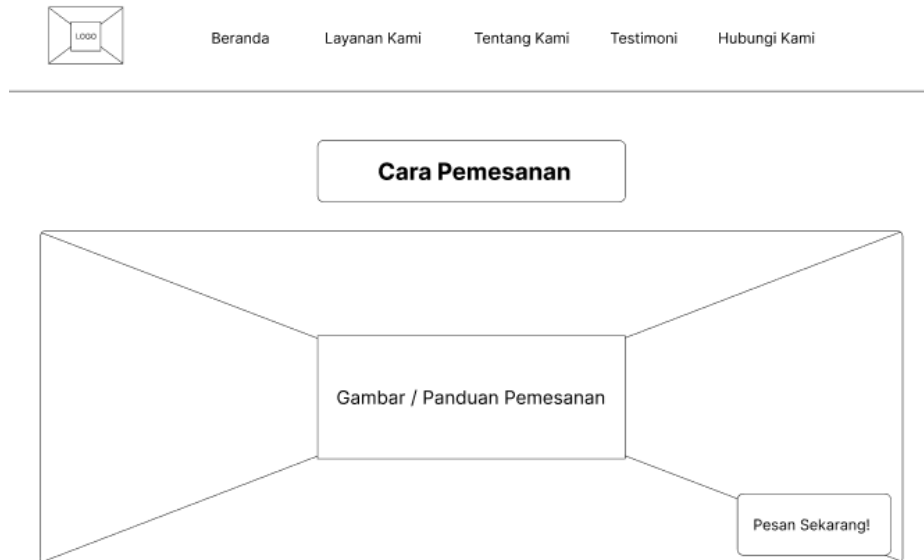 LOGO
Beranda Layanan Kami Tentang Kami Testimoni Hubungi Kami
Cara Pemesanan
Gambar / Panduan Pemesanan
Pesan Sekarang!